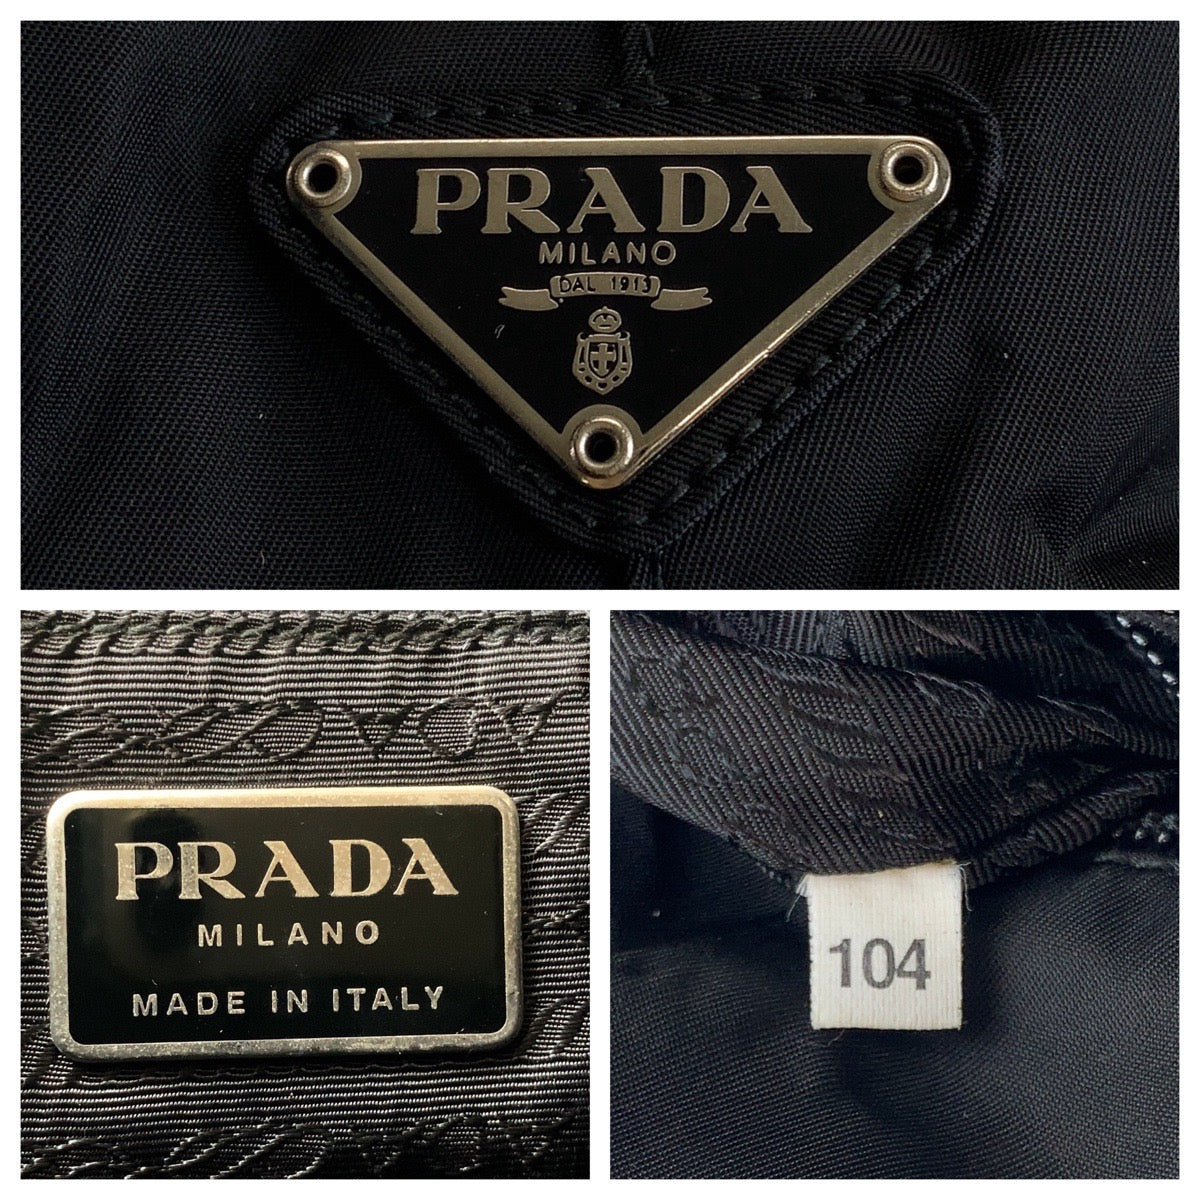 PRADA
MILANO
DAL 1913
PRADA
MILANO
MADE IN ITALY
104